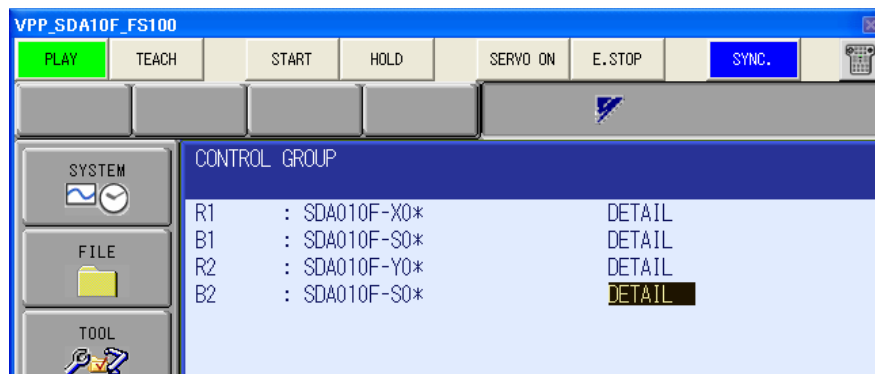 VPP_SDA10F_FS100
PLAY TEACH START HOLD SERVO ON E.STOP SYNC.
SYSTEM
FILE
TOOL
CONTROL GROUP
R1 : SDA010F-X0* DETAIL
B1 : SDA010F-S0* DETAIL
R2 : SDA010F-Y0* DETAIL
B2 : SDA010F-S0* DETAIL